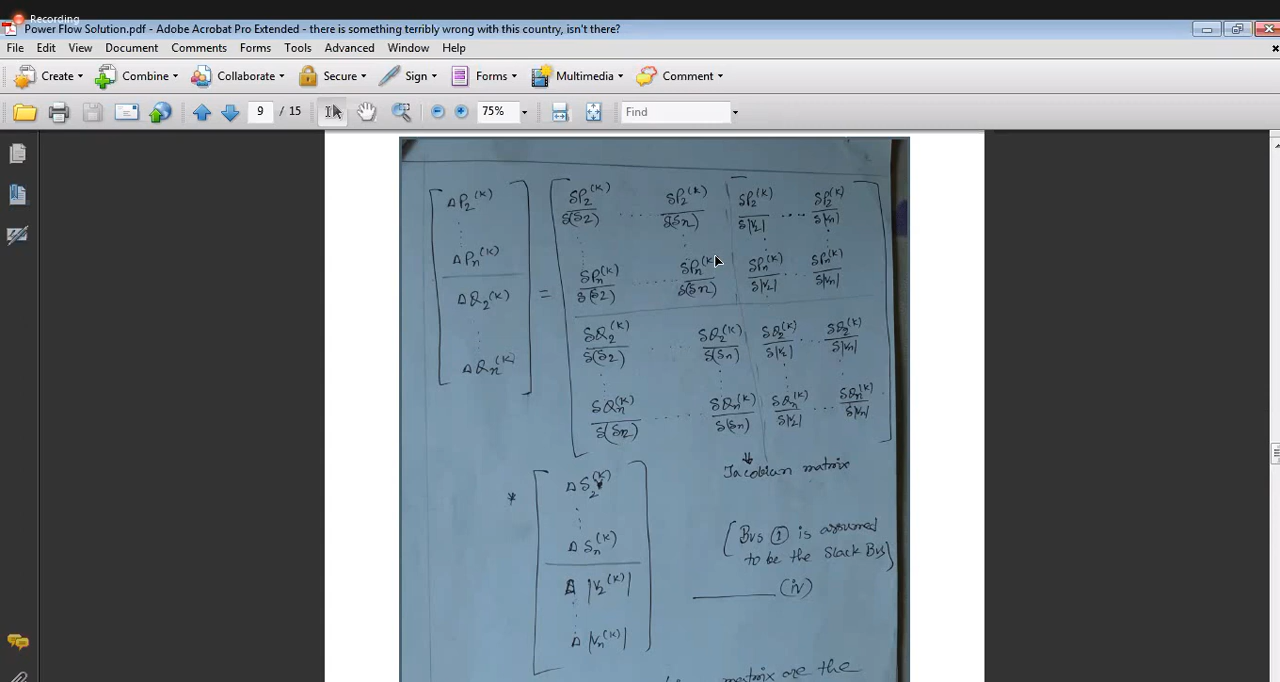 Recording
Power Flow Solution.pdf - Adobe Acrobat Pro Extended - there is something terribly wrong with this country, isn't there?
File Edit View Document Comments Forms Tools Advanced Window Help
Create Combine Collaborate Secure Sign Forms Multimedia Comment
9 / 15 75% Find
ΔP₂⁽ᵏ⁾ δP₂⁽ᵏ⁾/δ(δ₂) .... δP₂⁽ᵏ⁾/δ(δn) δP₂⁽ᵏ⁾/δ|V₂| .... δP₂⁽ᵏ⁾/δ|Vn|
ΔPn⁽ᵏ⁾ δPn⁽ᵏ⁾/δ(δ₂) .... δPn⁽ᵏ⁾/δ(δn) δPn⁽ᵏ⁾/δ|V₂| .. δPn⁽ᵏ⁾/δ|Vn|
ΔQ₂⁽ᵏ⁾ = δQ₂⁽ᵏ⁾/δ(δ₂) .... δQ₂⁽ᵏ⁾/δ(δn) δQ₂⁽ᵏ⁾/δ|V₂| .. δQ₂⁽ᵏ⁾/δ|Vn|
ΔQn⁽ᵏ⁾ δQn⁽ᵏ⁾/δ(δ₂) .... δQn⁽ᵏ⁾/δ(δn) δQn⁽ᵏ⁾/δ|V₂| ... δQn⁽ᵏ⁾/δ|Vn|
↓
Jacobian matrix
* Δδ₂⁽ᵏ⁾
Δδn⁽ᵏ⁾
Δ|V₂⁽ᵏ⁾|
Δ|Vn⁽ᵏ⁾|
[Bus ① is assumed
to be the Slack Bus]
(iv)
matrix are the